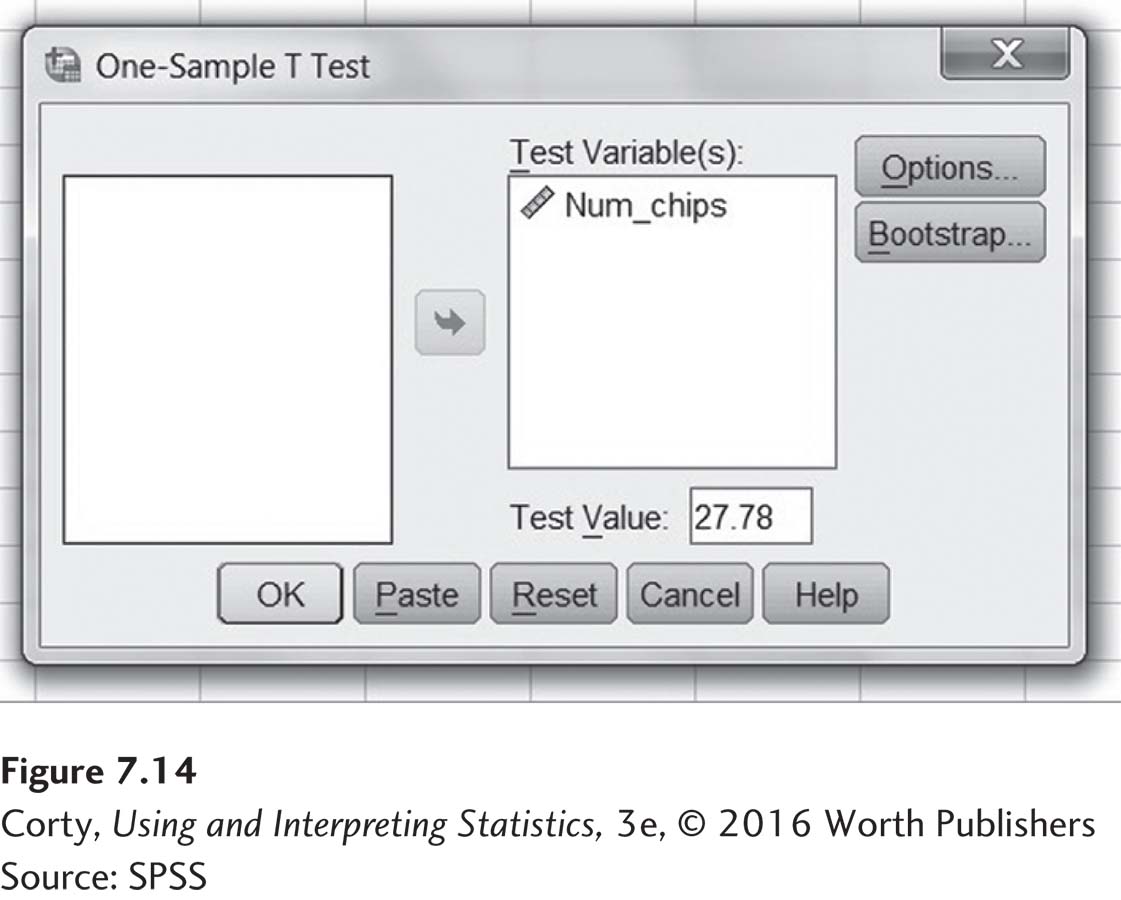 One-Sample T Test
X
Test Variable(s):
Num_chips
Options...
Bootstrap...
Test Value: 27.78
OK Paste Reset Cancel Help
Figure 7.14
Corty, Using and Interpreting Statistics, 3e, © 2016 Worth Publishers
Source: SPSS